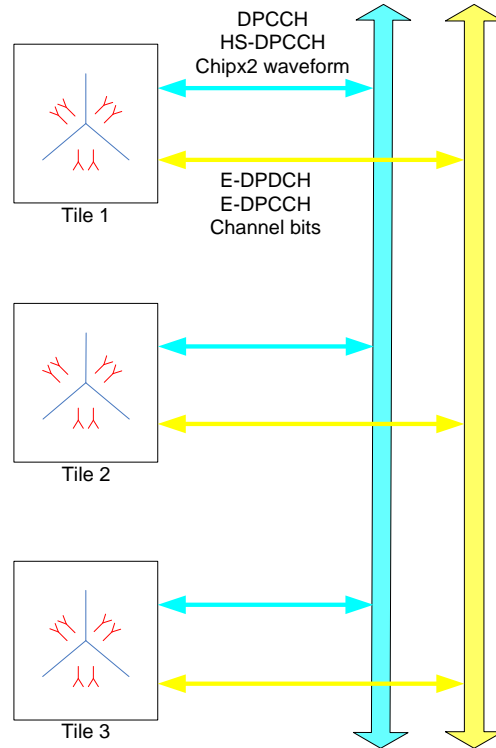 DPCCH
HS-DPCCH
Chipx2 waveform
E-DPDCH
E-DPCCH
Channel bits
Tile 1
Tile 2
Tile 3